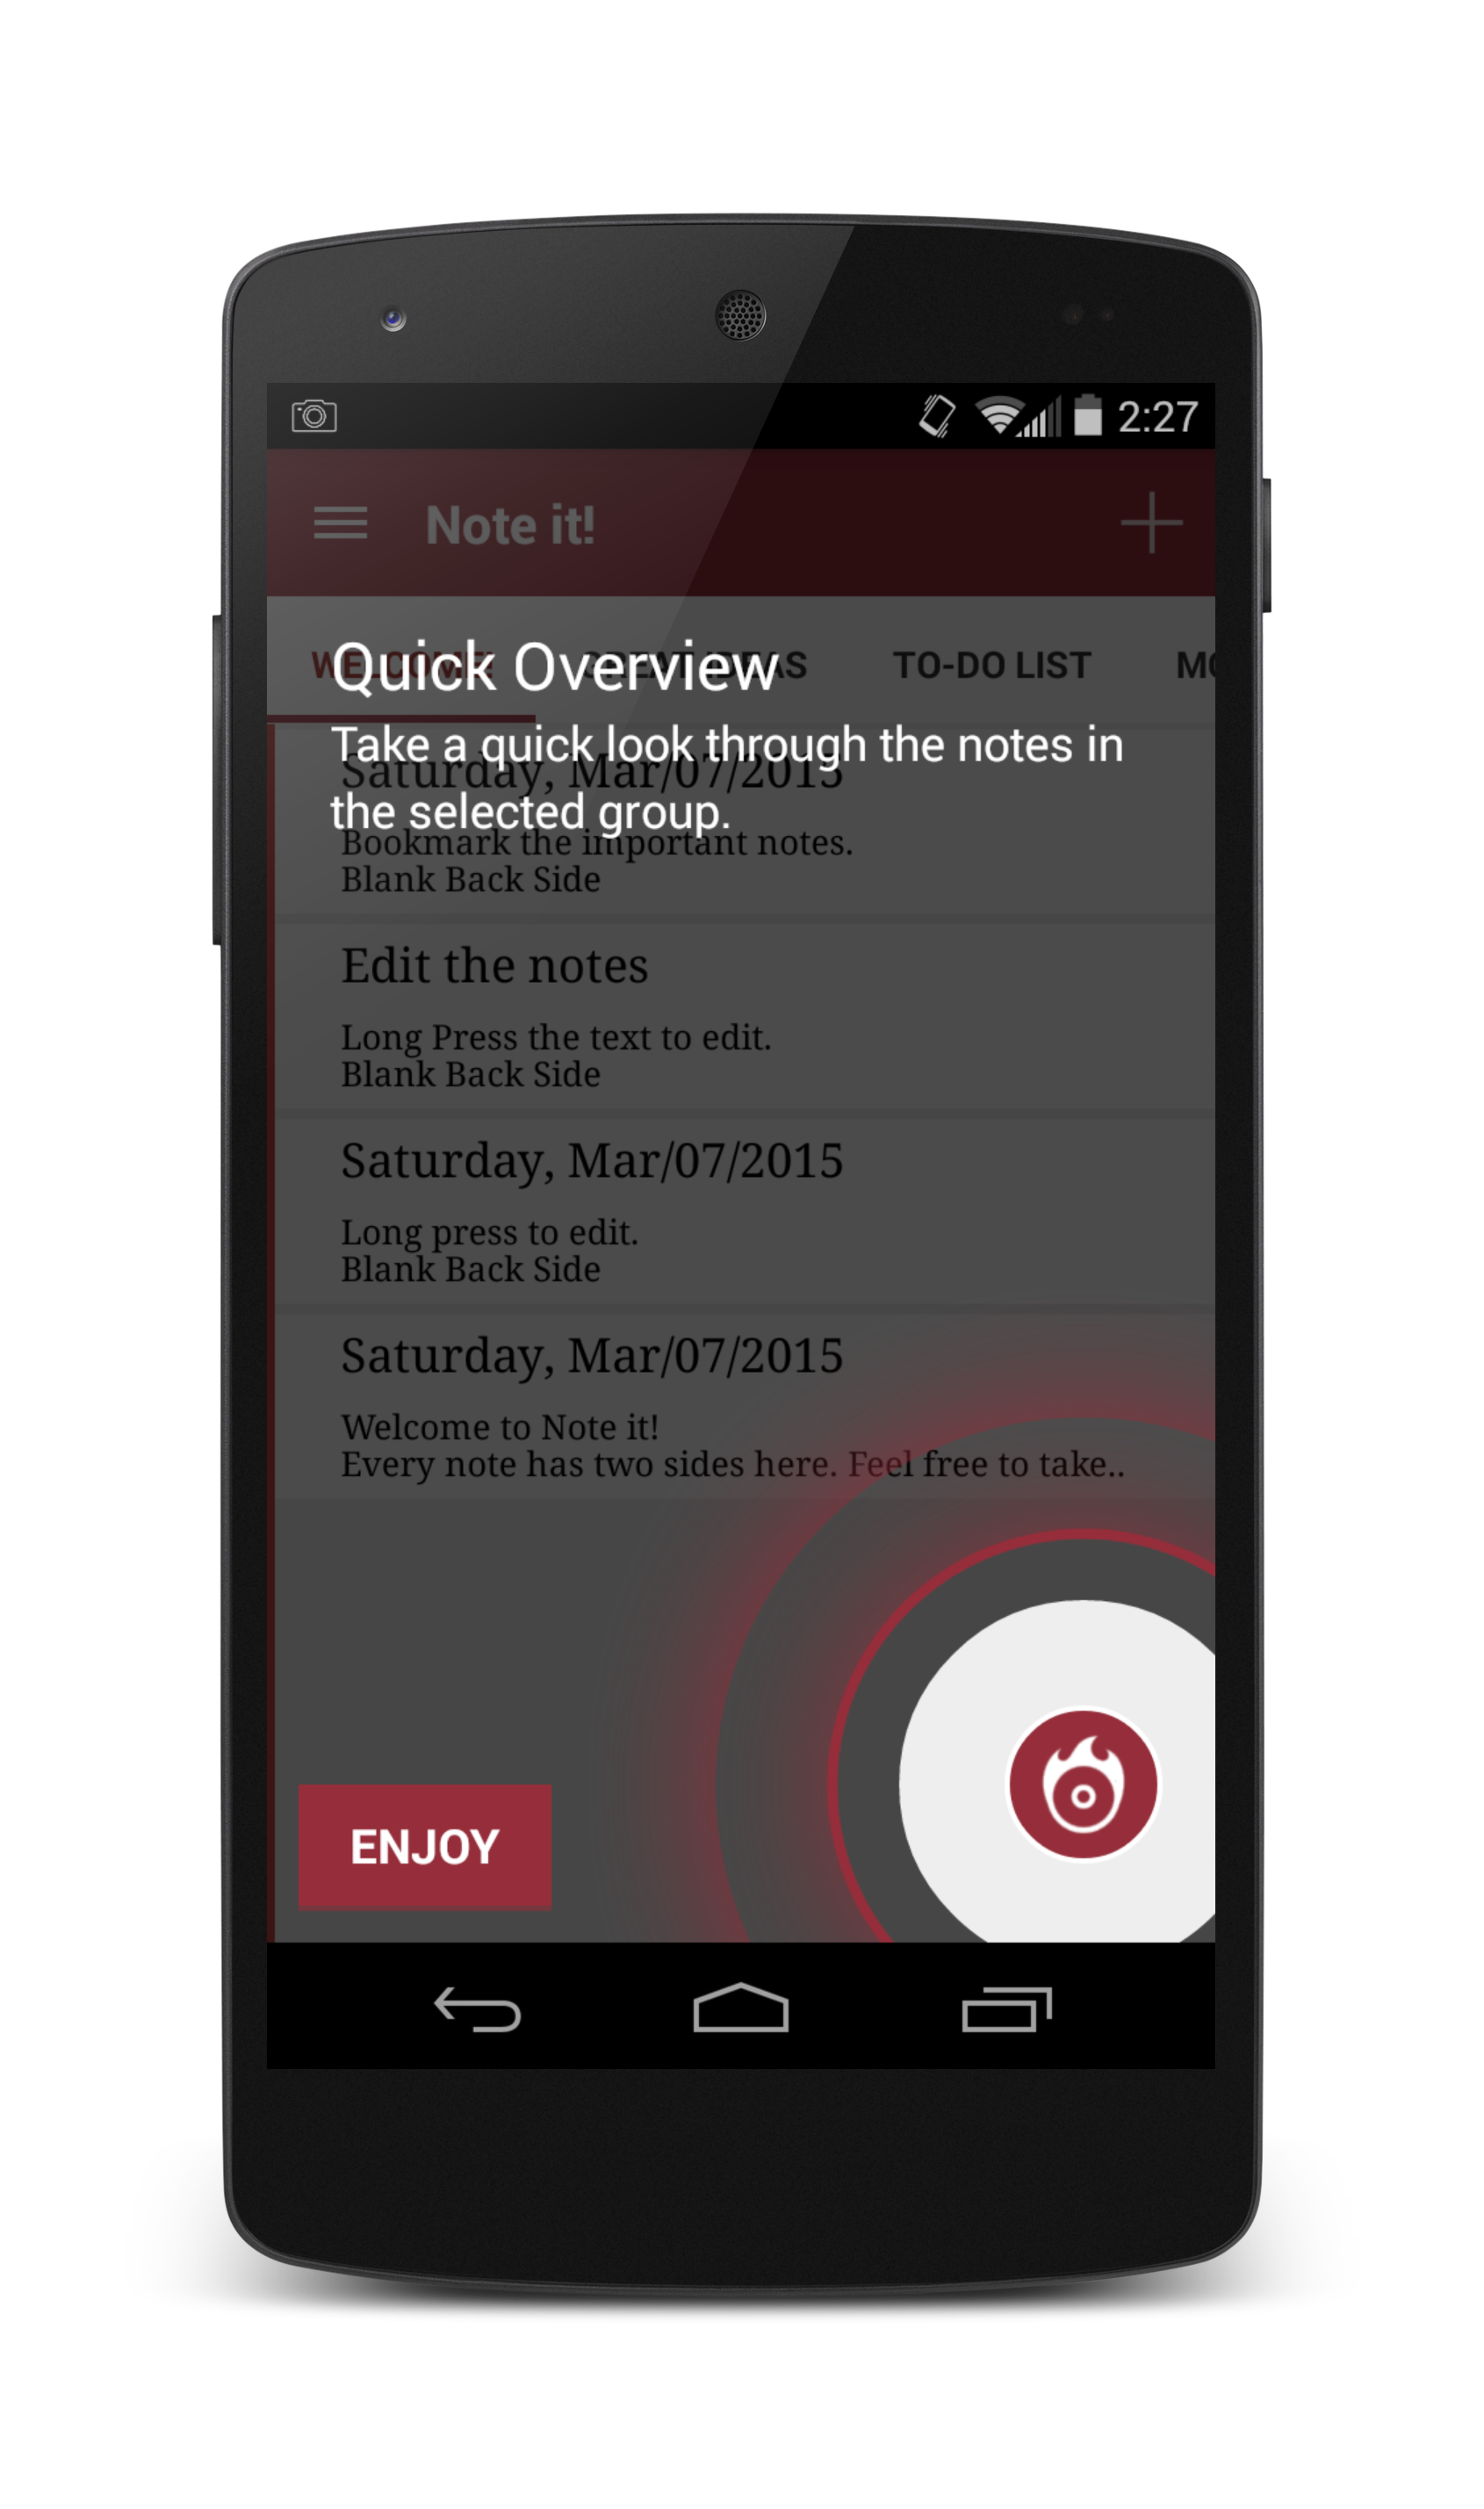 2:27
Note it!
Quick Overview
WELCOME GREAT IDEAS TO-DO LIST
Take a quick look through the notes in
Saturday, Mar/07/2015
the selected group.
Bookmark the important notes.
Blank Back Side
Edit the notes
Long Press the text to edit.
Blank Back Side
Saturday, Mar/07/2015
Long press to edit.
Blank Back Side
Saturday, Mar/07/2015
Welcome to Note it!
Every note has two sides here. Feel free to take..
ENJOY